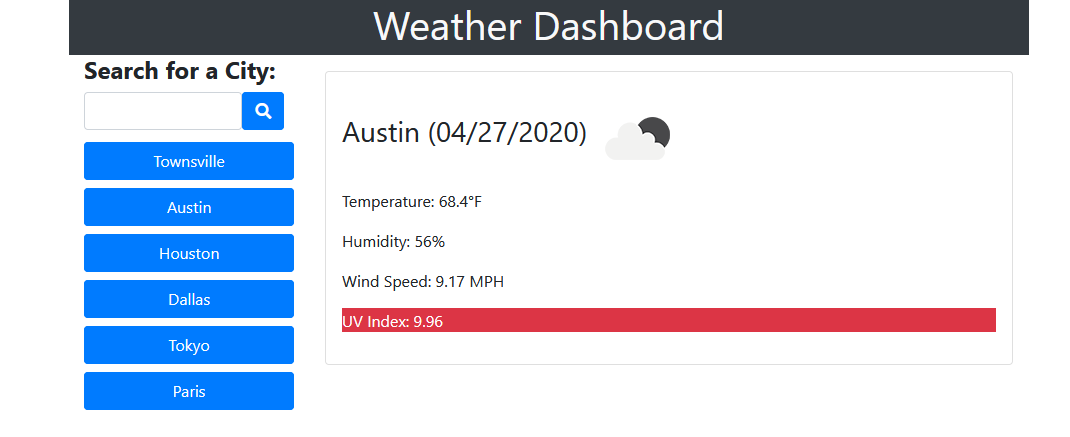 Weather Dashboard
Search for a City:
Townsville
Austin
Houston
Dallas
Tokyo
Paris
Austin (04/27/2020)
Temperature: 68.4°F
Humidity: 56%
Wind Speed: 9.17 MPH
UV Index: 9.96